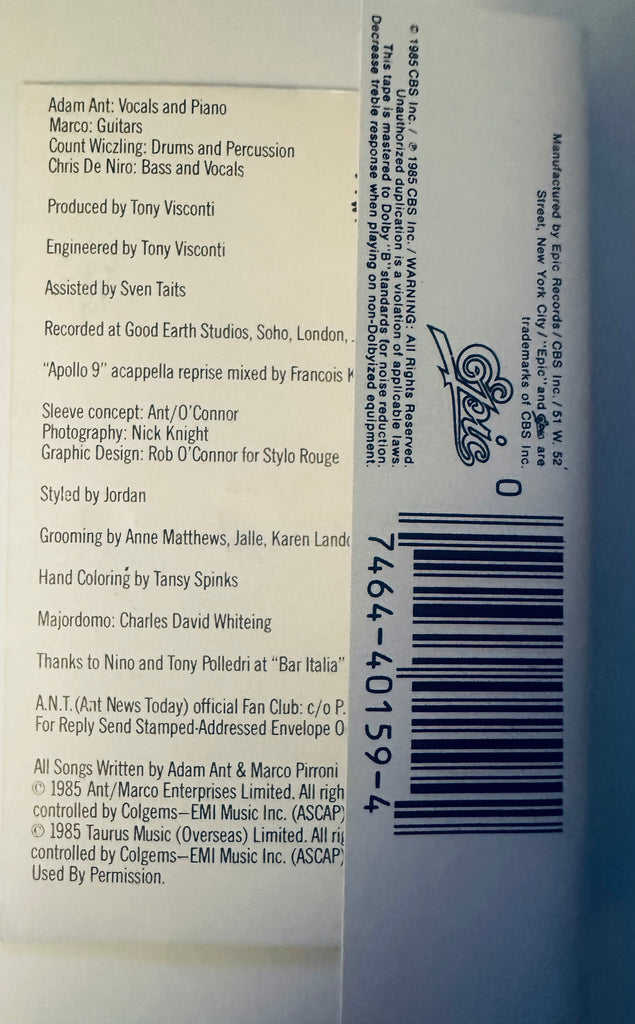 Adam Ant: Vocals and Piano
Marco: Guitars
Count Wiczling: Drums and Percussion
Chris De Niro: Bass and Vocals
Produced by Tony Visconti
Engineered by Tony Visconti
Assisted by Sven Taits
Recorded at Good Earth Studios, Soho, London,
“Apollo 9” acappella reprise mixed by Francois K
Sleeve concept: Ant/O'Connor
Photography: Nick Knight
Graphic Design: Rob O'Connor for Stylo Rouge
Styled by Jordan
Grooming by Anne Matthews, Jalle, Karen
Hand Coloring by Tansy Spinks
Majordomo: Charles David Whiteing
Thanks to Nino and Tony Polledri at “Bar Italia”
A.N.T. (Ant News Today) official Fan Club: c/o P.
For Reply Send Stamped-Addressed Envelope O
All Songs Written by Adam Ant & Marco Pirroni
© 1985 Ant/Marco Enterprises Limited. All righ
controlled by Colgems–EMI Music Inc. (ASCAP)
© 1985 Taurus Music (Overseas) Limited. All rig
controlled by Colgems–EMI Music Inc. (ASCAP)
Used By Permission.
Manufactured by Epic Records/CBS Inc./51 W. 52
Street, New York City/"Epic" and Epic are
trademarks of CBS Inc.
Epic
© 1985 CBS Inc./℗ 1985 CBS Inc./WARNING: All Rights Reserved.
Unauthorized duplication is a violation of applicable laws.
This tape is mastered to Dolby "B" standards for noise reduction.
Decrease treble response when playing on non-Dolbyized equipment.
0
7464-40159-4